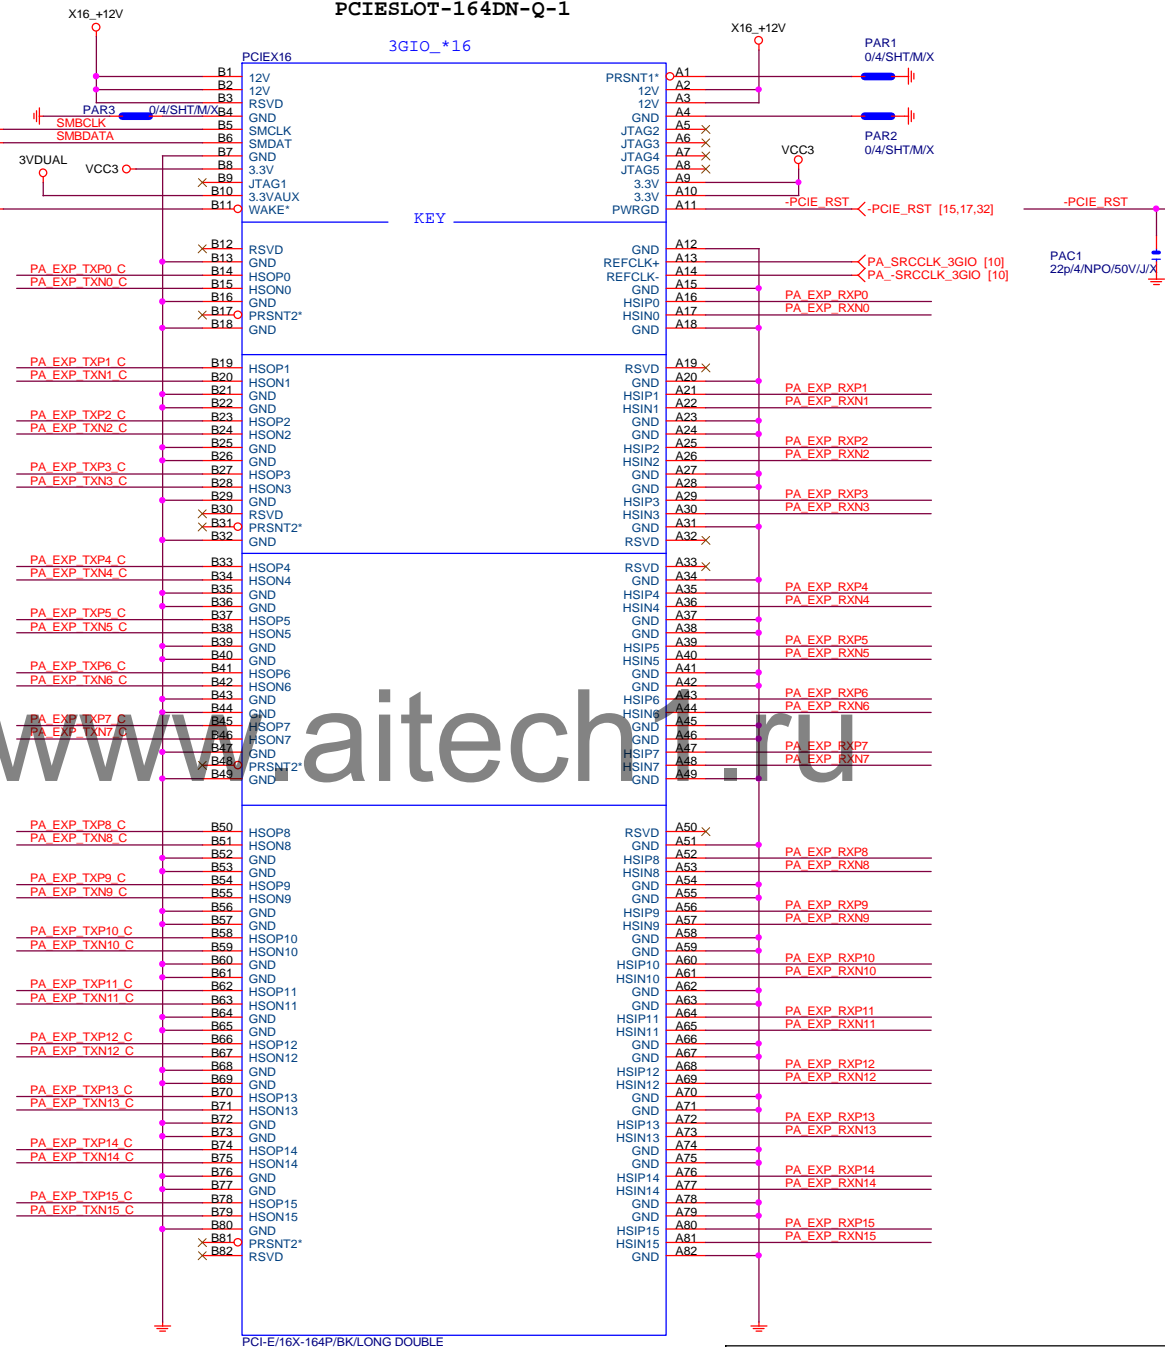 PCIESLOT-164DN-Q-1
X16_+12V
X16_+12V
3GIO_*16
PCIEX16
PAR1
0/4/SHT/M/X
PAR2
0/4/SHT/M/X
PAR3 0/4/SHT/M/X
SMBCLK
SMBDATA
3VDUAL
VCC3
VCC3
B1 12V PRSNT1* A1
B2 12V 12V A2
B3 RSVD 12V A3
B4 GND GND A4
B5 SMCLK JTAG2 A5
B6 SMDAT JTAG3 A6
B7 GND JTAG4 A7
B8 3.3V JTAG5 A8
B9 JTAG1 3.3V A9
B10 3.3VAUX 3.3V A10
B11 WAKE* PWRGD A11 -PCIE_RST -PCIE_RST [15,17,32] -PCIE_RST
KEY
PAC1
22p/4/NPO/50V/J/X
B12 RSVD GND A12
B13 GND REFCLK+ A13 PA_SRCCLK_3GIO [10]
PA_EXP_TXP0_C B14 HSOP0 REFCLK- A14 PA_-SRCCLK_3GIO [10]
PA_EXP_TXN0_C B15 HSON0 GND A15
B16 GND HSIP0 A16 PA_EXP_RXP0
B17 PRSNT2* HSIN0 A17 PA_EXP_RXN0
B18 GND GND A18
PA_EXP_TXP1_C B19 HSOP1 RSVD A19
PA_EXP_TXN1_C B20 HSON1 GND A20
B21 GND HSIP1 A21 PA_EXP_RXP1
B22 GND HSIN1 A22 PA_EXP_RXN1
PA_EXP_TXP2_C B23 HSOP2 GND A23
PA_EXP_TXN2_C B24 HSON2 GND A24
B25 GND HSIP2 A25 PA_EXP_RXP2
B26 GND HSIN2 A26 PA_EXP_RXN2
PA_EXP_TXP3_C B27 HSOP3 GND A27
PA_EXP_TXN3_C B28 HSON3 GND A28
B29 GND HSIP3 A29 PA_EXP_RXP3
B30 RSVD HSIN3 A30 PA_EXP_RXN3
B31 PRSNT2* GND A31
B32 GND RSVD A32
PA_EXP_TXP4_C B33 HSOP4 RSVD A33
PA_EXP_TXN4_C B34 HSON4 GND A34
B35 GND HSIP4 A35 PA_EXP_RXP4
B36 GND HSIN4 A36 PA_EXP_RXN4
PA_EXP_TXP5_C B37 HSOP5 GND A37
PA_EXP_TXN5_C B38 HSON5 GND A38
B39 GND HSIP5 A39 PA_EXP_RXP5
B40 GND HSIN5 A40 PA_EXP_RXN5
PA_EXP_TXP6_C B41 HSOP6 GND A41
PA_EXP_TXN6_C B42 HSON6 GND A42
B43 GND HSIP6 A43 PA_EXP_RXP6
B44 GND HSIN6 A44 PA_EXP_RXN6
PA_EXP_TXP7_C B45 HSOP7 GND A45
PA_EXP_TXN7_C B46 HSON7 GND A46
B47 GND HSIP7 A47 PA_EXP_RXP7
B48 PRSNT2* HSIN7 A48 PA_EXP_RXN7
B49 GND GND A49
www.aitech1.ru
PA_EXP_TXP8_C B50 HSOP8 RSVD A50
PA_EXP_TXN8_C B51 HSON8 GND A51
B52 GND HSIP8 A52 PA_EXP_RXP8
B53 GND HSIN8 A53 PA_EXP_RXN8
PA_EXP_TXP9_C B54 HSOP9 GND A54
PA_EXP_TXN9_C B55 HSON9 GND A55
B56 GND HSIP9 A56 PA_EXP_RXP9
B57 GND HSIN9 A57 PA_EXP_RXN9
PA_EXP_TXP10_C B58 HSOP10 GND A58
PA_EXP_TXN10_C B59 HSON10 GND A59
B60 GND HSIP10 A60 PA_EXP_RXP10
B61 GND HSIN10 A61 PA_EXP_RXN10
PA_EXP_TXP11_C B62 HSOP11 GND A62
PA_EXP_TXN11_C B63 HSON11 GND A63
B64 GND HSIP11 A64 PA_EXP_RXP11
B65 GND HSIN11 A65 PA_EXP_RXN11
PA_EXP_TXP12_C B66 HSOP12 GND A66
PA_EXP_TXN12_C B67 HSON12 GND A67
B68 GND HSIP12 A68 PA_EXP_RXP12
B69 GND HSIN12 A69 PA_EXP_RXN12
PA_EXP_TXP13_C B70 HSOP13 GND A70
PA_EXP_TXN13_C B71 HSON13 GND A71
B72 GND HSIP13 A72 PA_EXP_RXP13
B73 GND HSIN13 A73 PA_EXP_RXN13
PA_EXP_TXP14_C B74 HSOP14 GND A74
PA_EXP_TXN14_C B75 HSON14 GND A75
B76 GND HSIP14 A76 PA_EXP_RXP14
B77 GND HSIN14 A77 PA_EXP_RXN14
PA_EXP_TXP15_C B78 HSOP15 GND A78
PA_EXP_TXN15_C B79 HSON15 GND A79
B80 GND HSIP15 A80 PA_EXP_RXP15
B81 PRSNT2* HSIN15 A81 PA_EXP_RXN15
B82 RSVD GND A82
PCI-E/16X-164P/BK/LONG DOUBLE